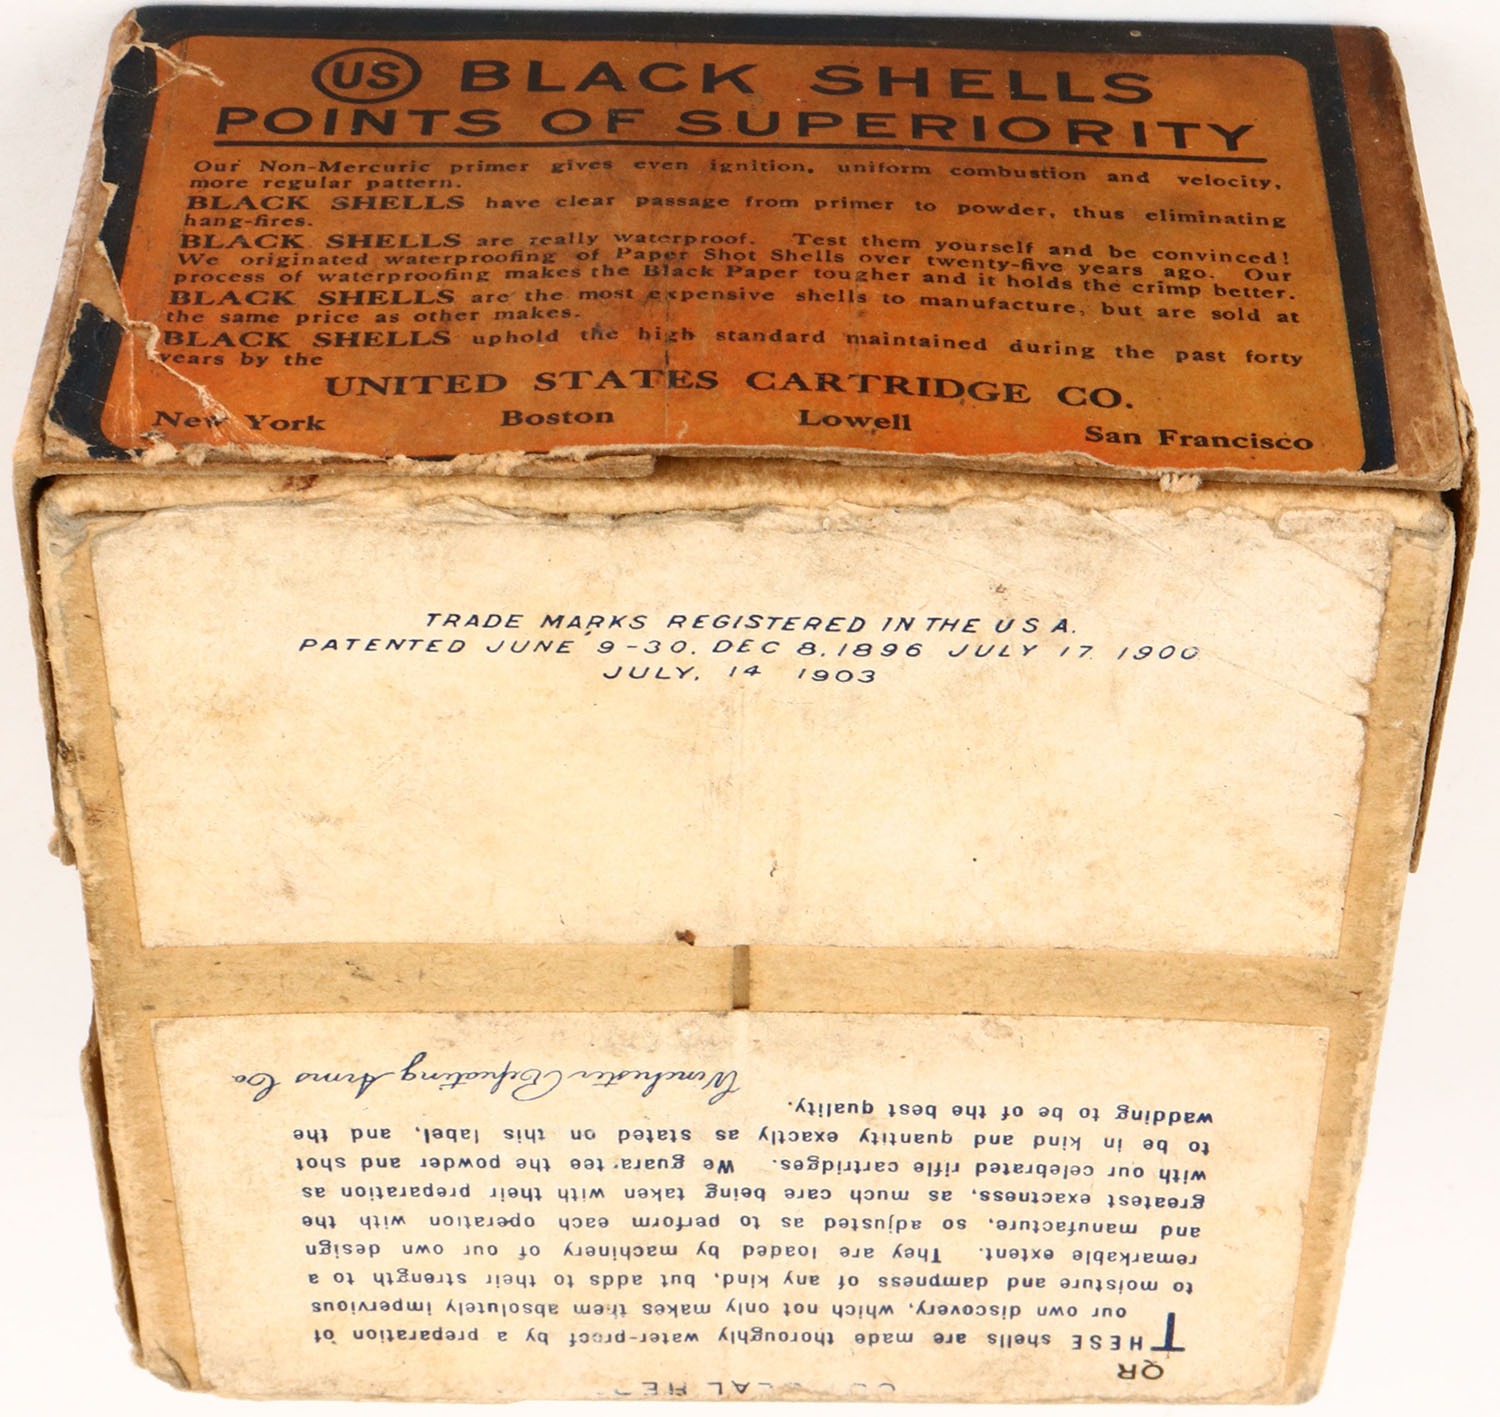 US BLACK SHELLS
POINTS OF SUPERIORITY
Our Non-Mercuric primer gives even ignition, uniform combustion and velocity,
more regular pattern.
BLACK SHELLS have clear passage from primer to powder, thus eliminating
hang-fires.
BLACK SHELLS are really waterproof. Test them yourself and be convinced!
We originated waterproofing of Paper Shot Shells over twenty-five years ago. Our
process of waterproofing makes the Black Paper tougher and it holds the crimp better.
BLACK SHELLS are the most expensive shells to manufacture, but are sold at
the same price as other makes.
BLACK SHELLS uphold the high standard maintained during the past forty
years by the
UNITED STATES CARTRIDGE CO.
New York Boston Lowell San Francisco
TRADE MARKS REGISTERED IN THE U S A.
PATENTED JUNE 9-30. DEC 8. 1896 JULY 17 1900
JULY. 14 1903
QR
THESE shells are made thoroughly water-proof by a preparation of
our own discovery, which not only makes them absolutely impervious
to moisture and dampness of any kind, but adds to their strength to a
remarkable extent. They are loaded by machinery of our own design
and manufacture, so adjusted as to perform each operation with the
greatest exactness, as much care being taken with their preparation as
with our celebrated rifle cartridges. We guarantee the powder and shot
to be in kind and quantity exactly as stated on this label, and the
wadding to be of the best quality.
Winchester Repeating Arms Co